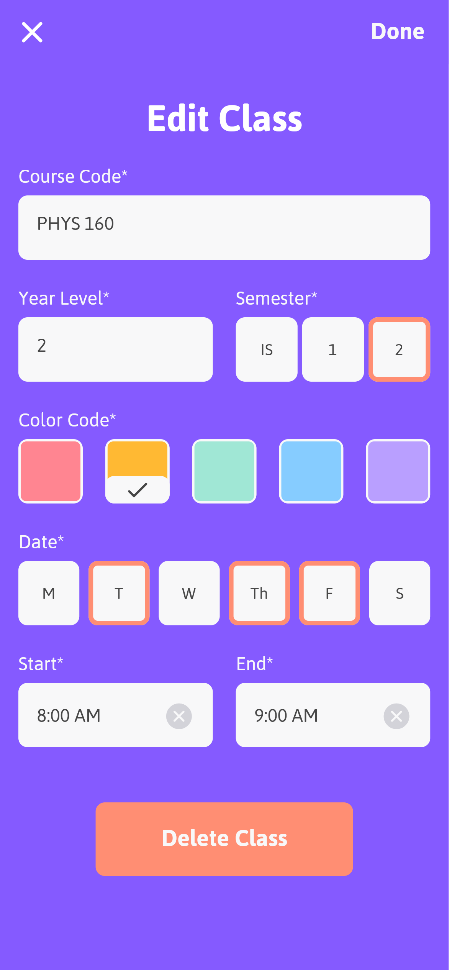 Done
Edit Class
Course Code*
PHYS 160
Year Level* Semester*
2 IS 1 2
Color Code*
Date*
M T W Th F S
Start* End*
8:00 AM 9:00 AM
Delete Class